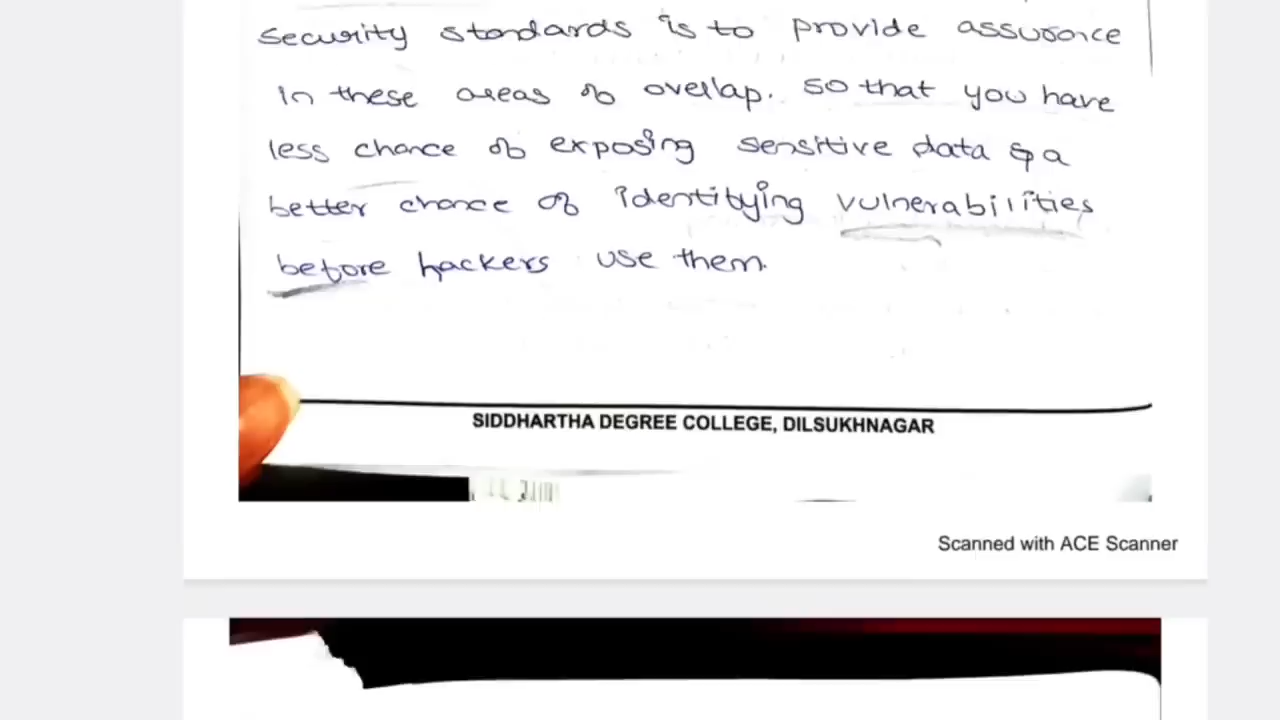 security standards is to provide assurance
in these areas of overlap. so that you have
less chance of exposing sensitive data & a
better chance of identifying vulnerabilities
before hackers use them.
SIDDHARTHA DEGREE COLLEGE, DILSUKHNAGAR
Scanned with ACE Scanner